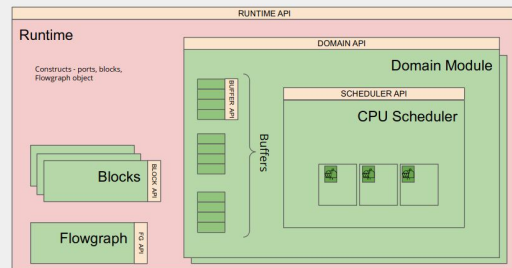 RUNTIME API
Runtime
Constructs - ports, blocks,
Flowgraph object
DOMAIN API
Domain Module
BUFFER API
Buffers
SCHEDULER API
CPU Scheduler
Blocks
BLOCK API
Flowgraph
FG API